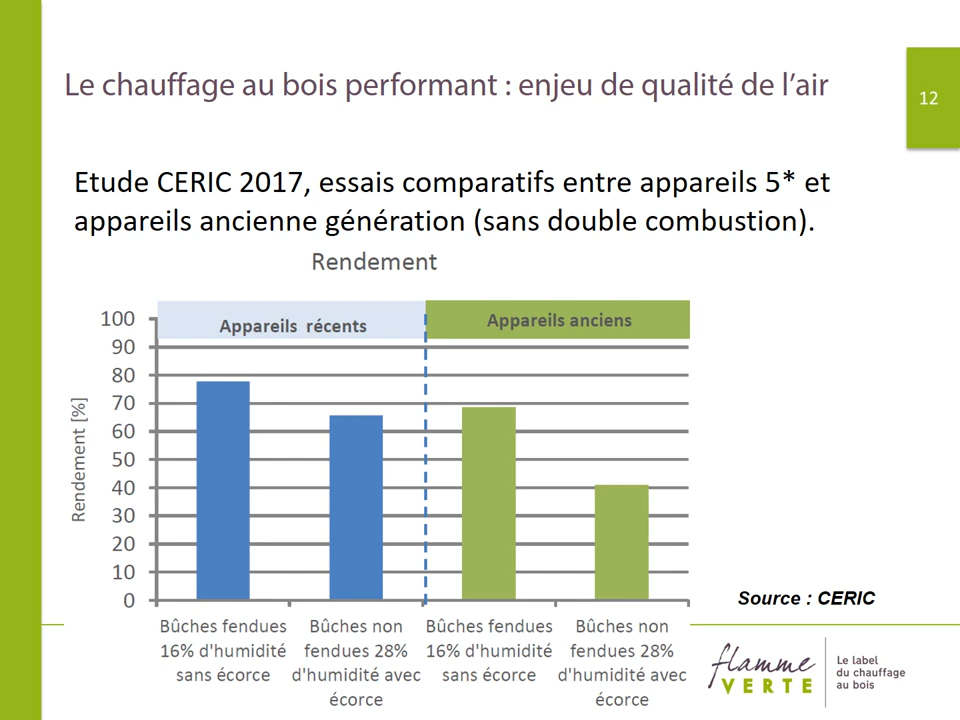 Le chauffage au bois performant : enjeu de qualité de l'air
12
Etude CERIC 2017, essais comparatifs entre appareils 5* et
appareils ancienne génération (sans double combustion).
Rendement
Appareils récents
Appareils anciens
Rendement [%]
100
90
80
70
60
50
40
30
20
10
0
Bûches fendues
16% d'humidité
sans écorce
Bûches non
fendues 28%
d'humidité avec
écorce
Bûches fendues
16% d'humidité
sans écorce
Bûches non
fendues 28%
d'humidité avec
écorce
Source : CERIC
flamme
VERTE
Le label
du chauffage
au bois